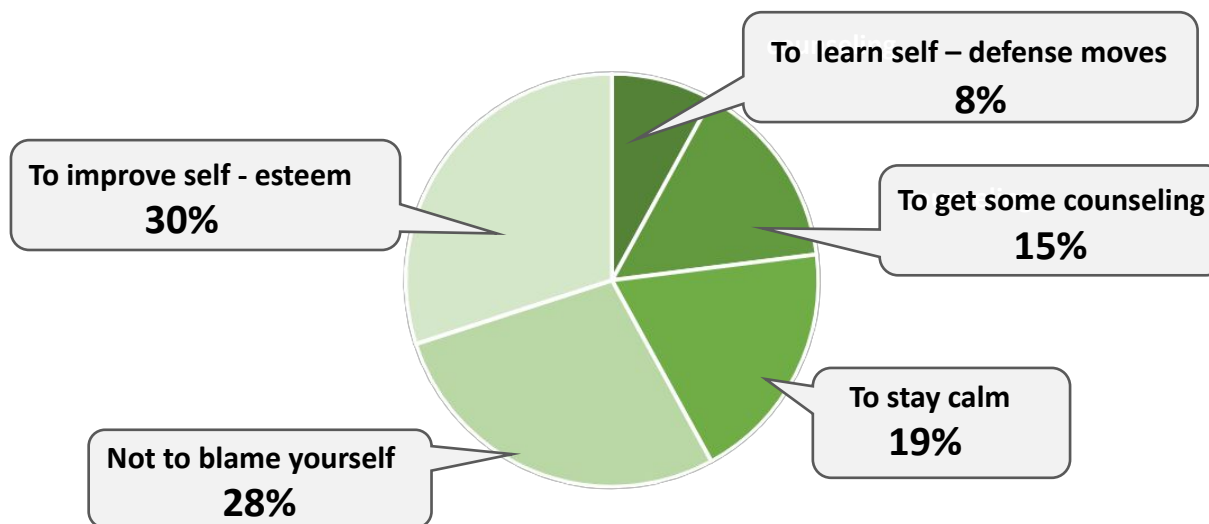 To learn self – defense moves
8%
To improve self - esteem
30%
To get some counseling
15%
To stay calm
19%
Not to blame yourself
28%